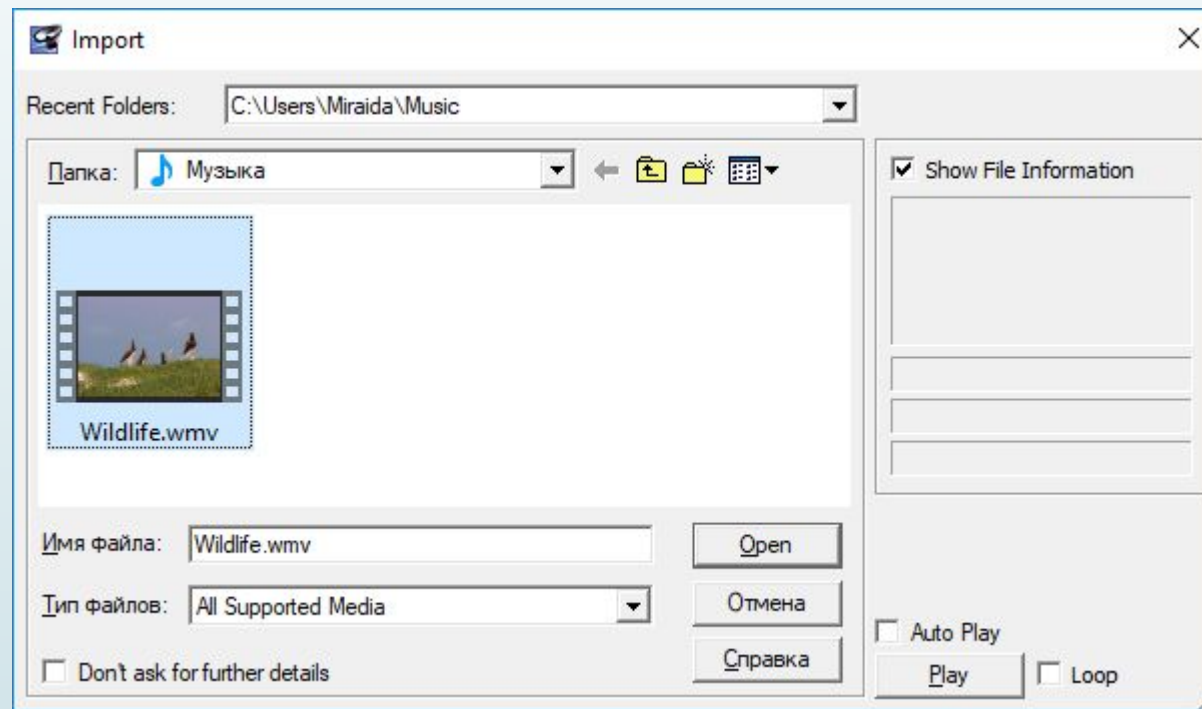 Import
Recent Folders: C:\Users\Miraida\Music
Папка: Музыка
Show File Information
Wildlife.wmv
Имя файла: Wildlife.wmv
Open
Тип файлов: All Supported Media
Отмена
Don't ask for further details
Справка
Auto Play
Play
Loop